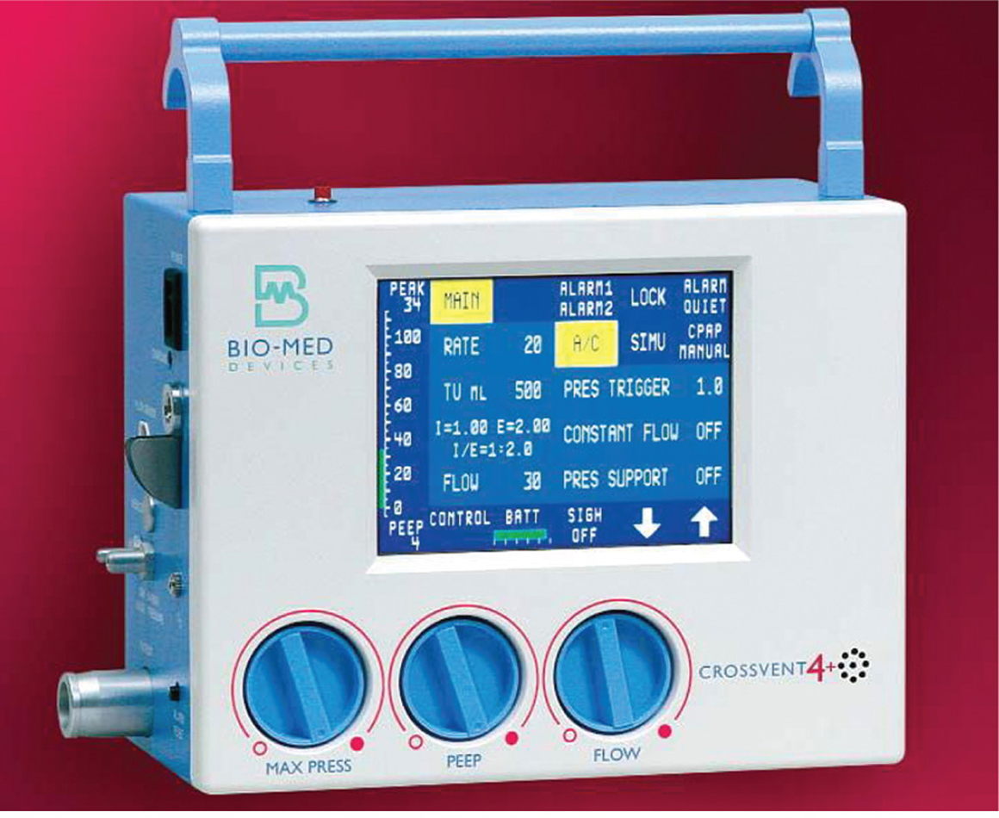 BIO-MED
DEVICES
PEAK
34
100
80
60
40
20
0
PEEP
4
MAIN
ALARM1
ALARM2
LOCK
ALARM
QUIET
RATE 20
A/C
SIMV
CPAP
MANUAL
TV mL 500
PRES TRIGGER 1.0
I=1.00 E=2.00
I/E=1:2.0
CONSTANT FLOW OFF
FLOW 30
PRES SUPPORT OFF
CONTROL
BATT
SIGH
OFF
MAX PRESS
PEEP
FLOW
CROSSVENT4+